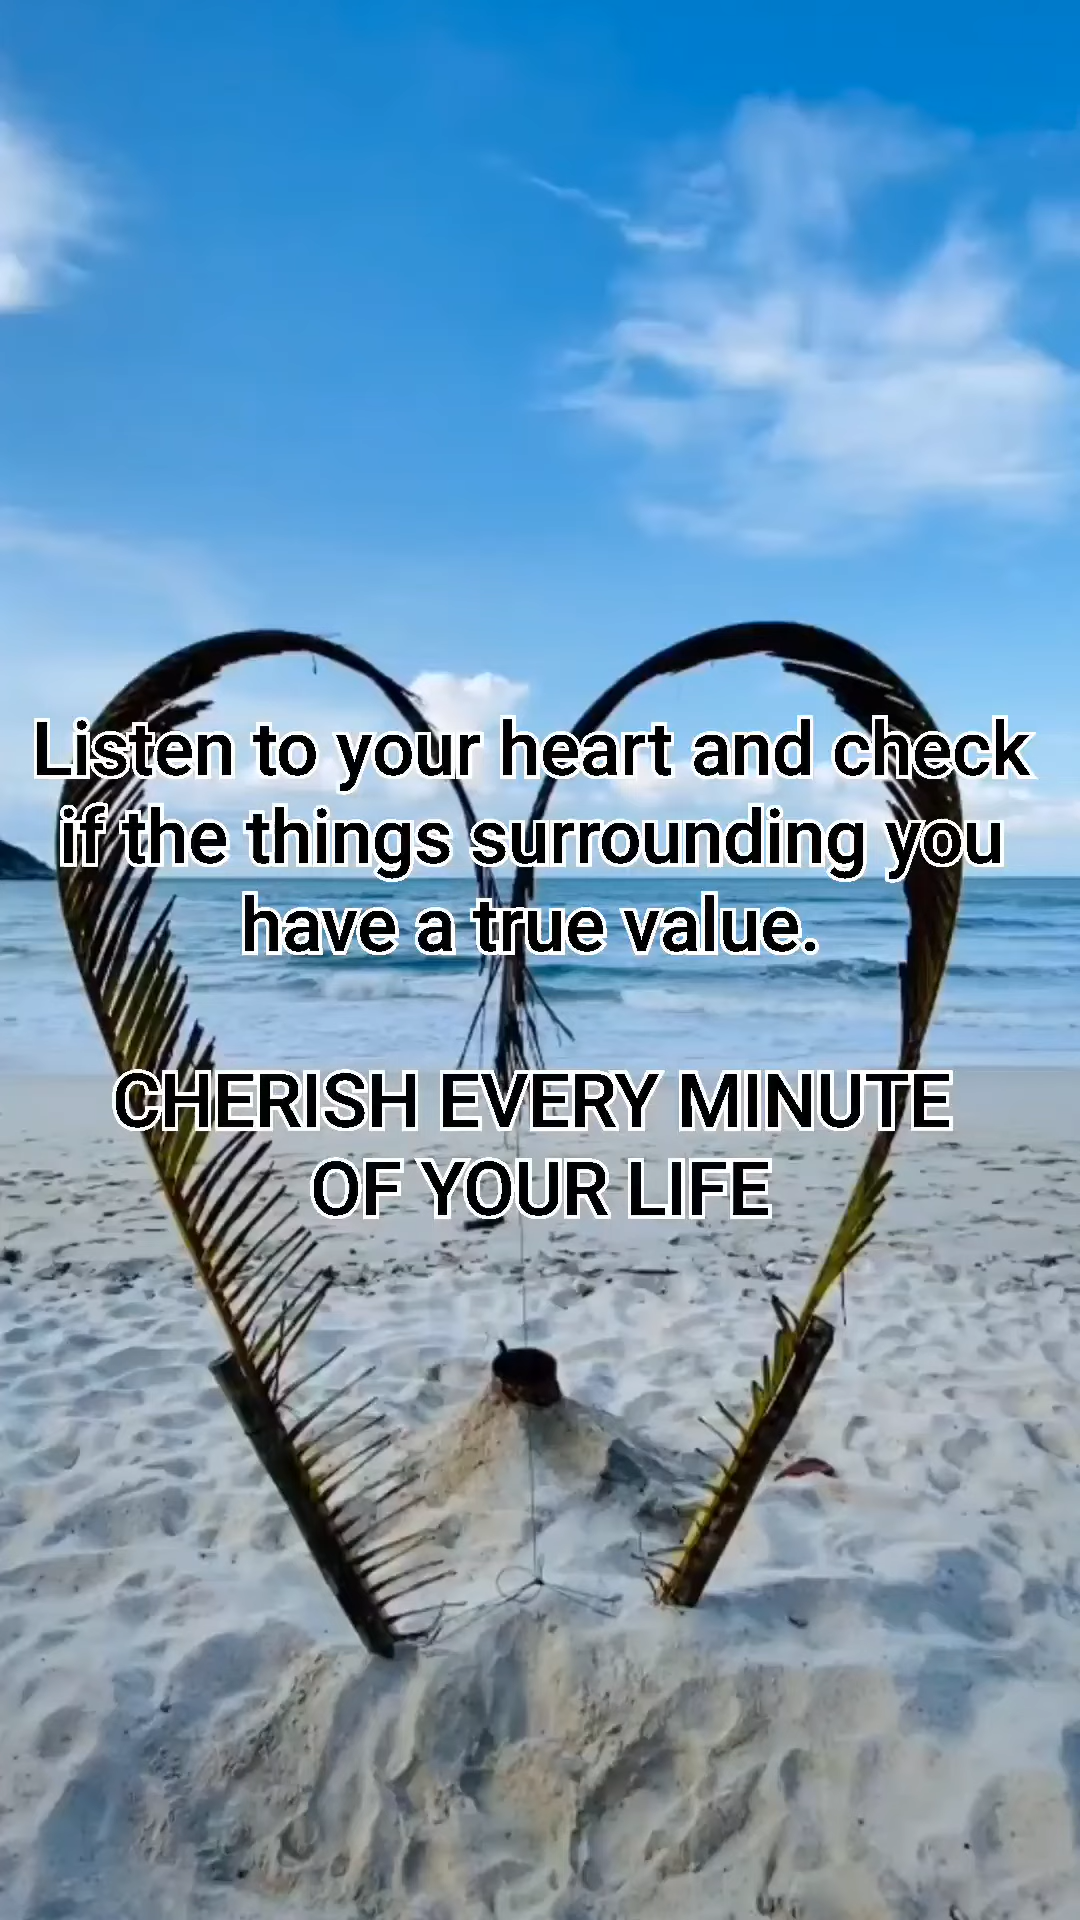 Listen to your heart and check
if the things surrounding you
have a true value.
CHERISH EVERY MINUTE
OF YOUR LIFE